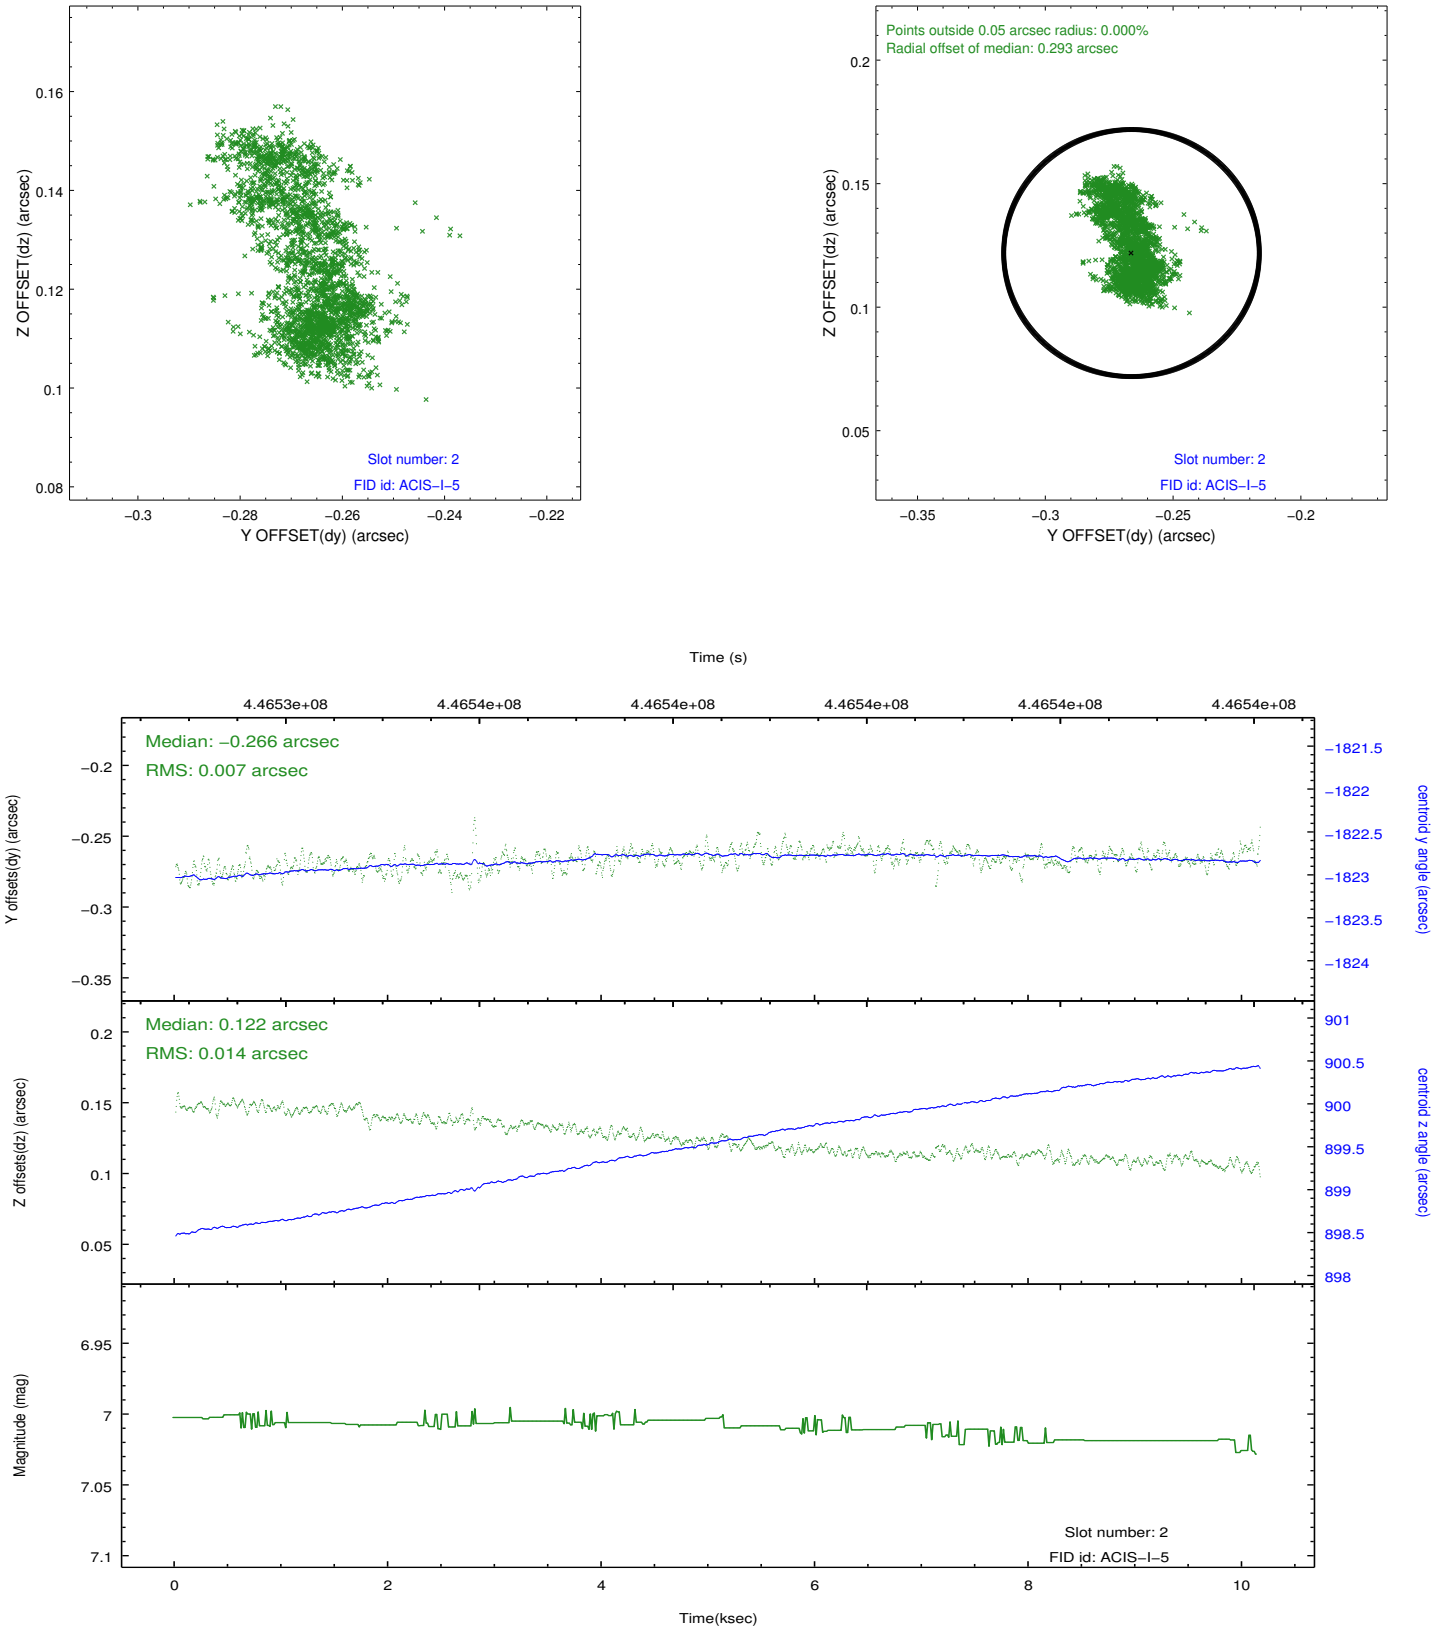 0.16
0.14
0.12
0.1
0.08
Z OFFSET(dz) (arcsec)
Slot number: 2
FID id: ACIS−I−5
−0.3
−0.28
−0.26
−0.24
−0.22
Y OFFSET(dy) (arcsec)
Points outside 0.05 arcsec radius: 0.000%
Radial offset of median: 0.293 arcsec
0.2
0.15
0.1
0.05
Z OFFSET(dz) (arcsec)
Slot number: 2
FID id: ACIS−I−5
−0.35
−0.3
−0.25
−0.2
Y OFFSET(dy) (arcsec)
Time (s)
4.4653e+08
4.4654e+08
4.4654e+08
4.4654e+08
4.4654e+08
4.4654e+08
Median: −0.266 arcsec
RMS: 0.007 arcsec
−0.2
−0.25
−0.3
−0.35
Y offsets(dy) (arcsec)
−1821.5
−1822
−1822.5
−1823
−1823.5
−1824
centroid y angle (arcsec)
Median: 0.122 arcsec
RMS: 0.014 arcsec
0.2
0.15
0.1
0.05
Z offsets(dz) (arcsec)
901
900.5
900
899.5
899
898.5
898
centroid z angle (arcsec)
6.95
7
7.05
7.1
Magnitude (mag)
Slot number: 2
FID id: ACIS−I−5
0
2
4
6
8
10
Time(ksec)